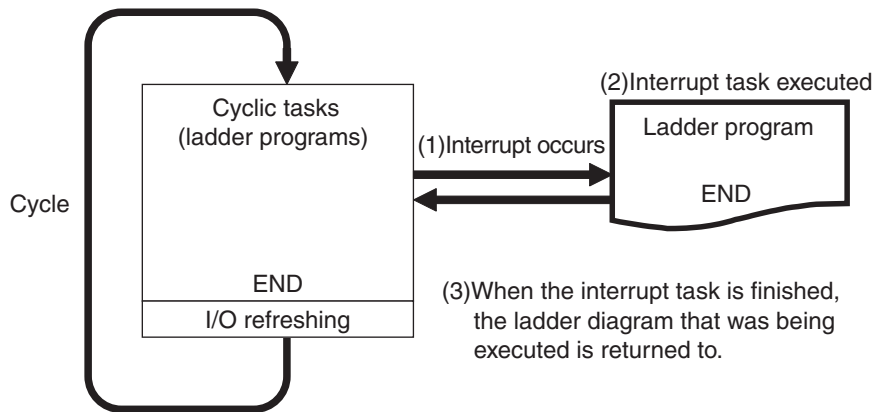 Cycle
Cyclic tasks
(ladder programs)
END
I/O refreshing
(1)Interrupt occurs
(2)Interrupt task executed
Ladder program
END
(3)When the interrupt task is finished,
the ladder diagram that was being
executed is returned to.